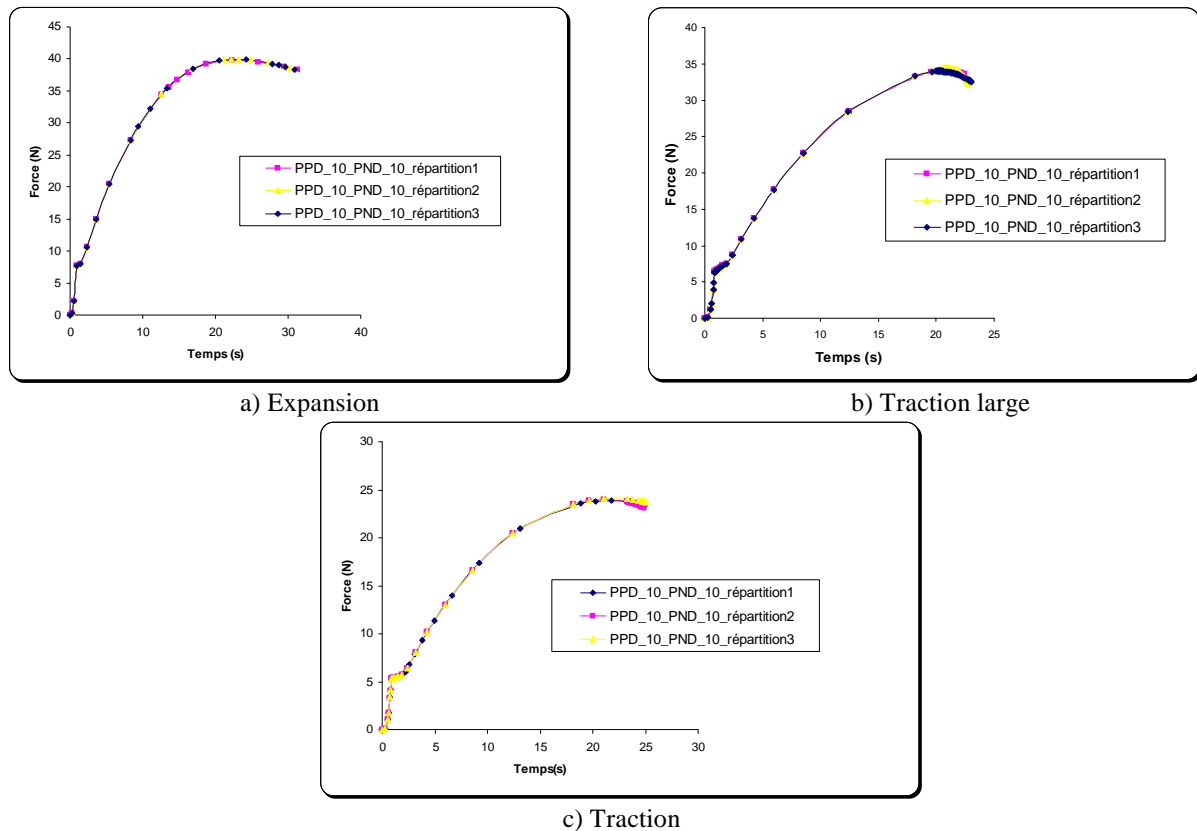 45
40
35
30
25
20
15
10
5
0
Force (N)
0 10 20 30 40
Temps (s)
PPD_10_PND_10_répartition1
PPD_10_PND_10_répartition2
PPD_10_PND_10_répartition3
a) Expansion
40
35
30
25
20
15
10
5
0
Force (N)
0 5 10 15 20 25
Temps (s)
PPD_10_PND_10_répartition1
PPD_10_PND_10_répartition2
PPD_10_PND_10_répartition3
b) Traction large
30
25
20
15
10
5
0
Force (N)
0 5 10 15 20 25 30
Temps(s)
PPD_10_PND_10_répartition1
PPD_10_PND_10_répartition2
PPD_10_PND_10_répartition3
c) Traction